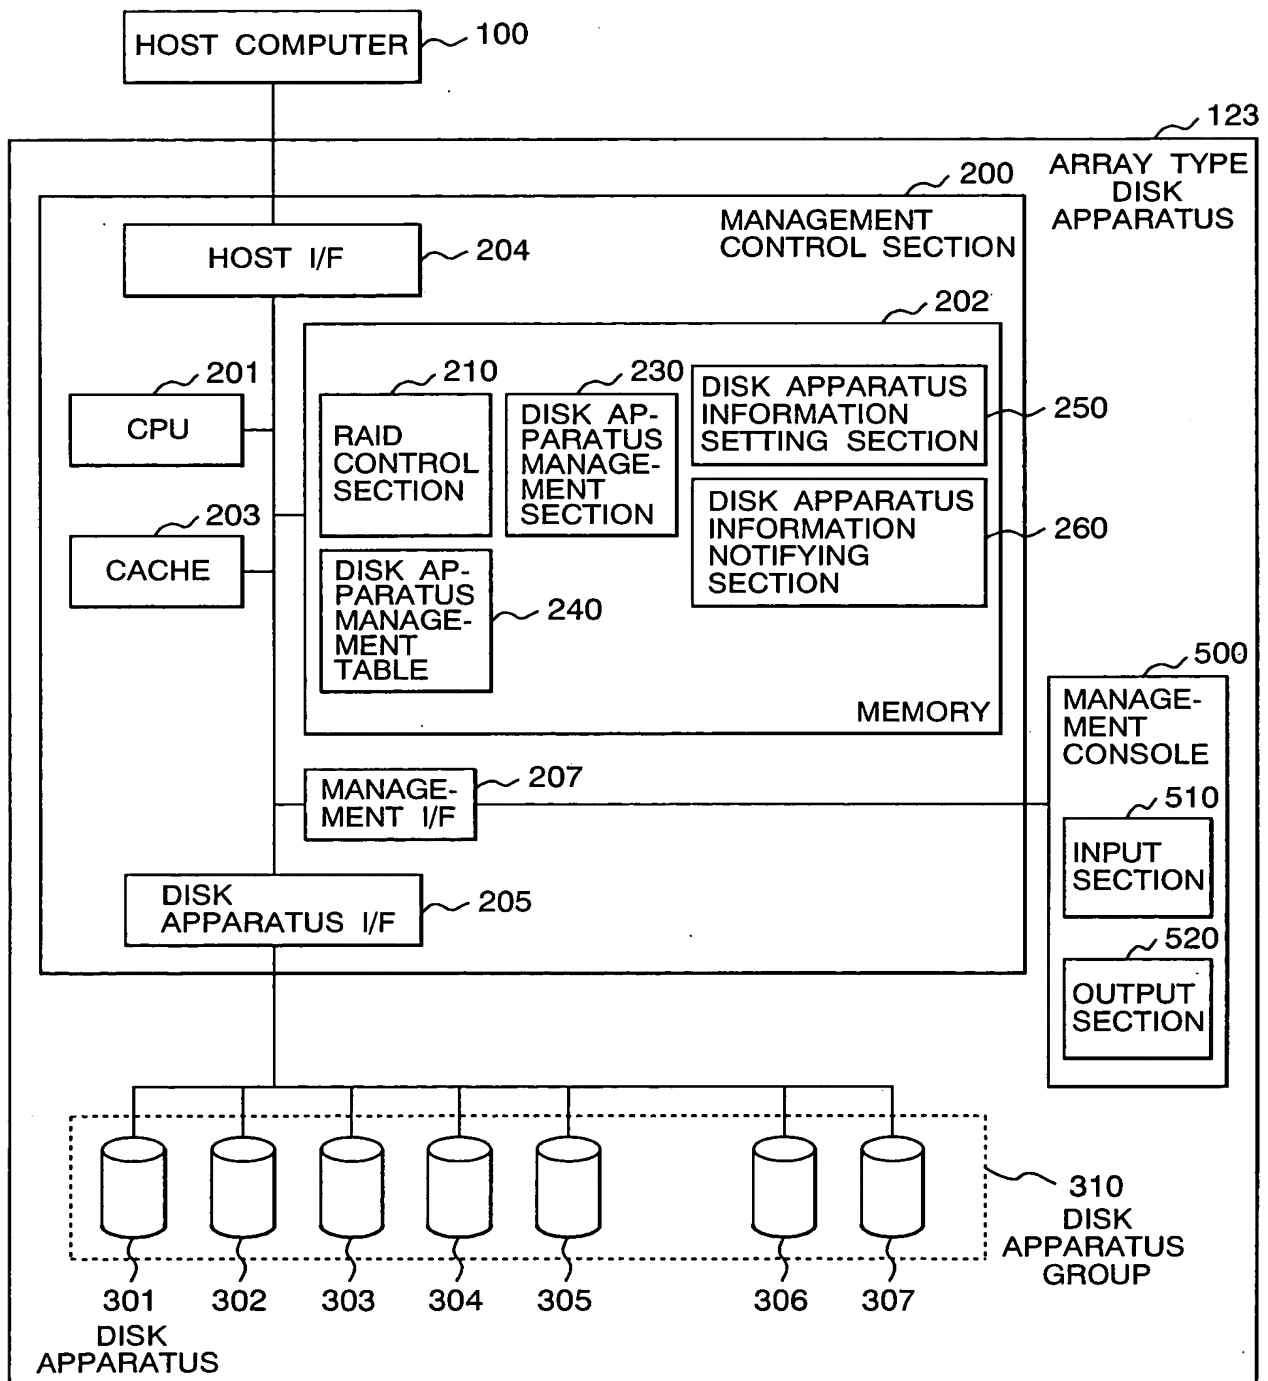 HOST COMPUTER
100
123
ARRAY TYPE
DISK
APPARATUS
200
MANAGEMENT
CONTROL SECTION
HOST I/F
204
202
201
CPU
210
RAID
CONTROL
SECTION
230
DISK AP-
PARATUS
MANAGE-
MENT
SECTION
DISK APPARATUS
INFORMATION
SETTING SECTION
250
203
CACHE
DISK APPARATUS
INFORMATION
NOTIFYING
SECTION
260
DISK AP-
PARATUS
MANAGE-
MENT
TABLE
240
MEMORY
500
MANAGE-
MENT
CONSOLE
MANAGE-
MENT I/F
207
510
INPUT
SECTION
DISK
APPARATUS I/F
205
520
OUTPUT
SECTION
310
DISK
APPARATUS
GROUP
301
302
303
304
305
306
307
DISK
APPARATUS